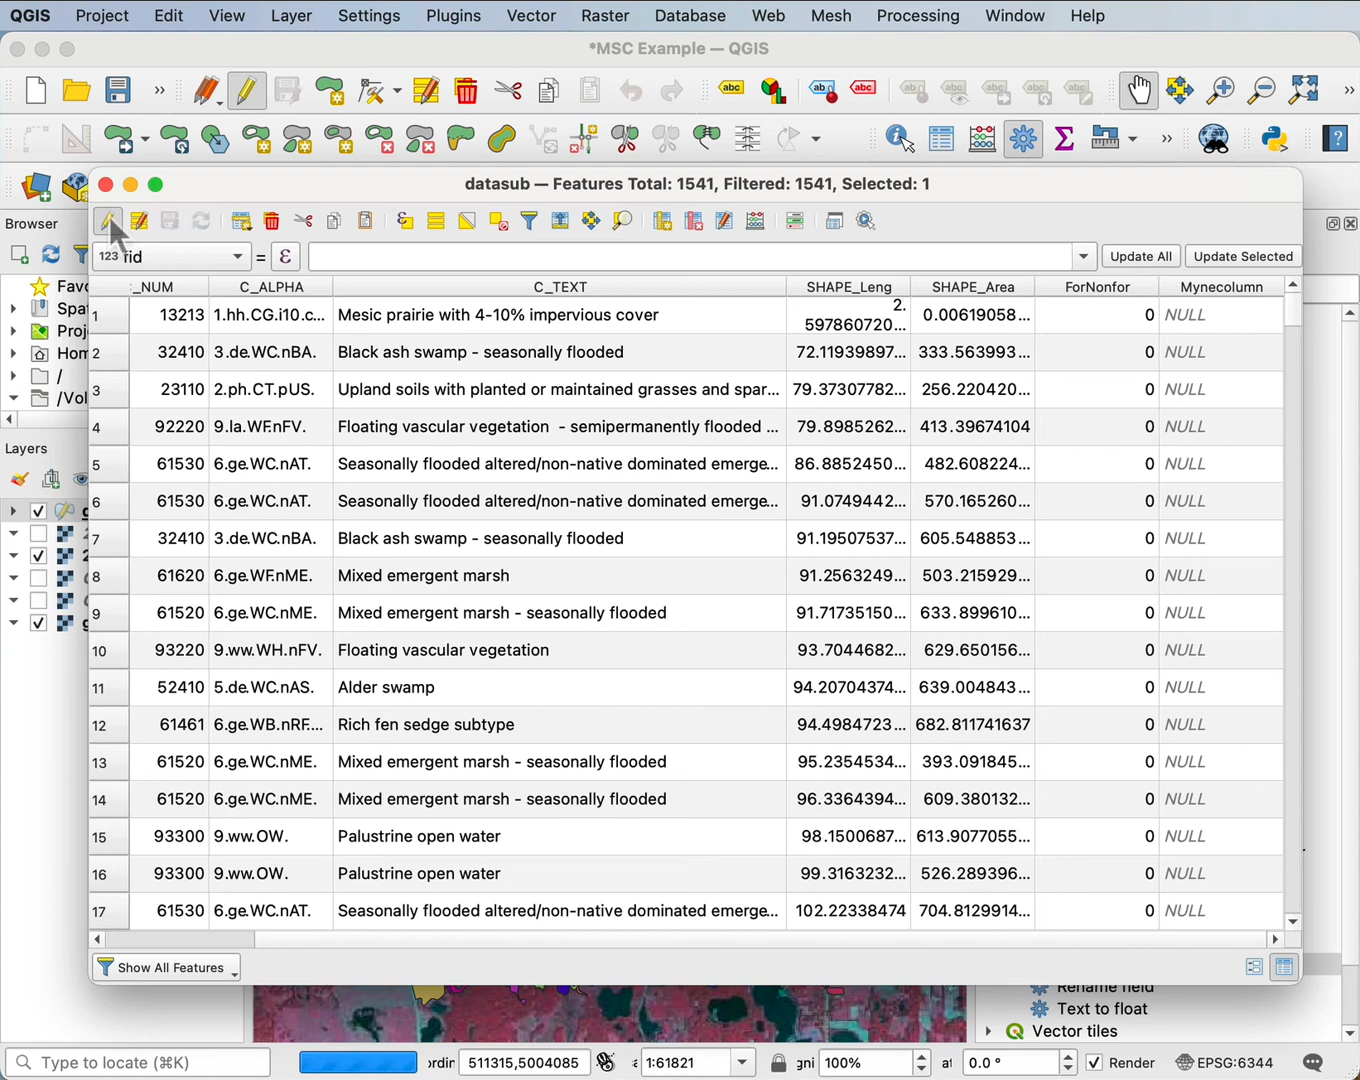 QGIS Project Edit View Layer Settings Plugins Vector Raster Database Web Mesh Processing Window Help
*MSC Example — QGIS
datasub — Features Total: 1541, Filtered: 1541, Selected: 1
Browser
123 fid = ε Update All Update Selected
:_NUM C_ALPHA C_TEXT SHAPE_Leng SHAPE_Area ForNonfor Mynecolumn
1 13213 1.hh.CG.i10.c... Mesic prairie with 4-10% impervious cover 2. 597860720... 0.00619058... 0 NULL
2 32410 3.de.WC.nBA. Black ash swamp - seasonally flooded 72.11939897... 333.563993... 0 NULL
3 23110 2.ph.CT.pUS. Upland soils with planted or maintained grasses and spar... 79.37307782... 256.220420... 0 NULL
4 92220 9.la.WF.nFV. Floating vascular vegetation - semipermanently flooded ... 79.8985262... 413.39674104 0 NULL
5 61530 6.ge.WC.nAT. Seasonally flooded altered/non-native dominated emerge... 86.8852450... 482.608224... 0 NULL
6 61530 6.ge.WC.nAT. Seasonally flooded altered/non-native dominated emerge... 91.0749442... 570.165260... 0 NULL
7 32410 3.de.WC.nBA. Black ash swamp - seasonally flooded 91.19507537... 605.548853... 0 NULL
8 61620 6.ge.WF.nME. Mixed emergent marsh 91.2563249... 503.215929... 0 NULL
9 61520 6.ge.WC.nME. Mixed emergent marsh - seasonally flooded 91.71735150... 633.899610... 0 NULL
10 93220 9.ww.WH.nFV. Floating vascular vegetation 93.7044682... 629.650156... 0 NULL
11 52410 5.de.WC.nAS. Alder swamp 94.20704374... 639.004843... 0 NULL
12 61461 6.ge.WB.nRF.... Rich fen sedge subtype 94.4984723... 682.811741637 0 NULL
13 61520 6.ge.WC.nME. Mixed emergent marsh - seasonally flooded 95.2354534... 393.091845... 0 NULL
14 61520 6.ge.WC.nME. Mixed emergent marsh - seasonally flooded 96.3364394... 609.380132... 0 NULL
15 93300 9.ww.OW. Palustrine open water 98.1500687... 613.9077055... 0 NULL
16 93300 9.ww.OW. Palustrine open water 99.3163232... 526.289396... 0 NULL
17 61530 6.ge.WC.nAT. Seasonally flooded altered/non-native dominated emerge... 102.22338474 704.8129914... 0 NULL
Favo
Spa
Proj
Hom
/
/Vol
Layers
Show All Features
Rename field
Text to float
Vector tiles
Type to locate (⌘K) ordin 511315,5004085 1:61821 gni 100% 0.0 ° Render EPSG:6344